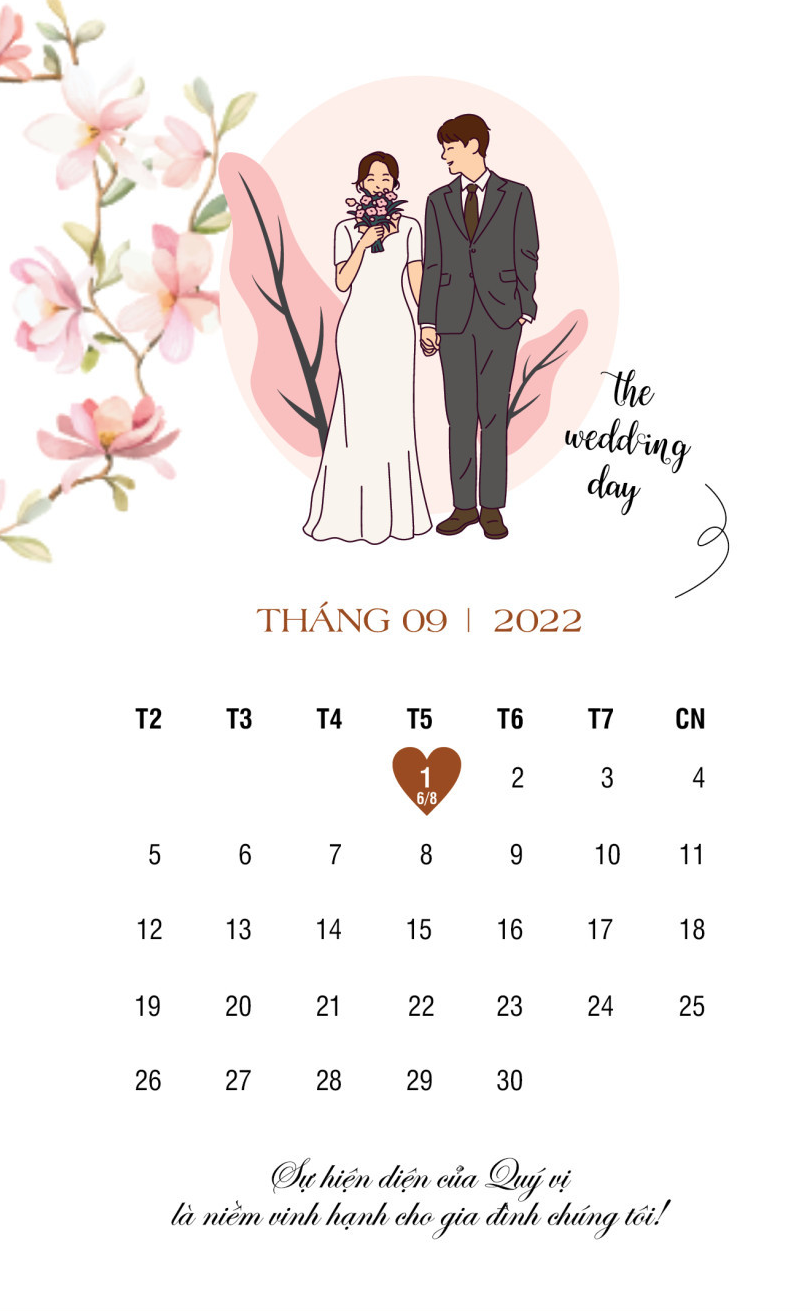 the
wedding
day
THÁNG 09 | 2022
T2 T3 T4 T5 T6 T7 CN
1 2 3 4
6/8
5 6 7 8 9 10 11
12 13 14 15 16 17 18
19 20 21 22 23 24 25
26 27 28 29 30
Sự hiện diện của Quý vị
là niềm vinh hạnh cho gia đình chúng tôi!